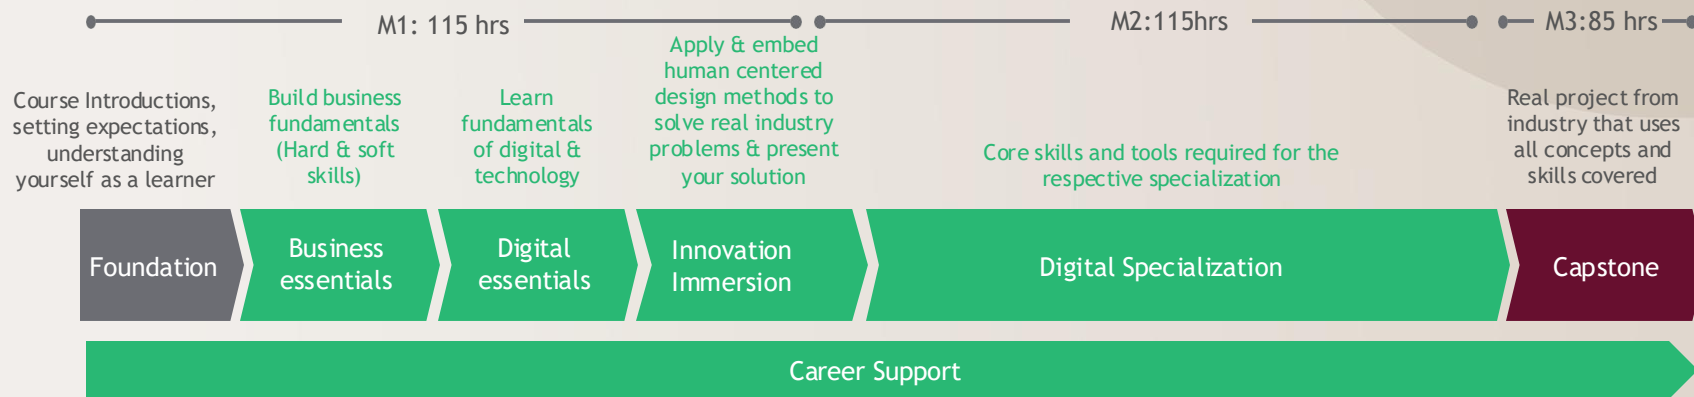 M1: 115 hrs
M2:115hrs
M3:85 hrs
Course Introductions,
setting expectations,
understanding
yourself as a learner
Build business
fundamentals
(Hard & soft
skills)
Learn
fundamentals
of digital &
technology
Apply & embed
human centered
design methods to
solve real industry
problems & present
your solution
Core skills and tools required for the
respective specialization
Real project from
industry that uses
all concepts and
skills covered
Foundation
Business
essentials
Digital
essentials
Innovation
Immersion
Digital Specialization
Capstone
Career Support